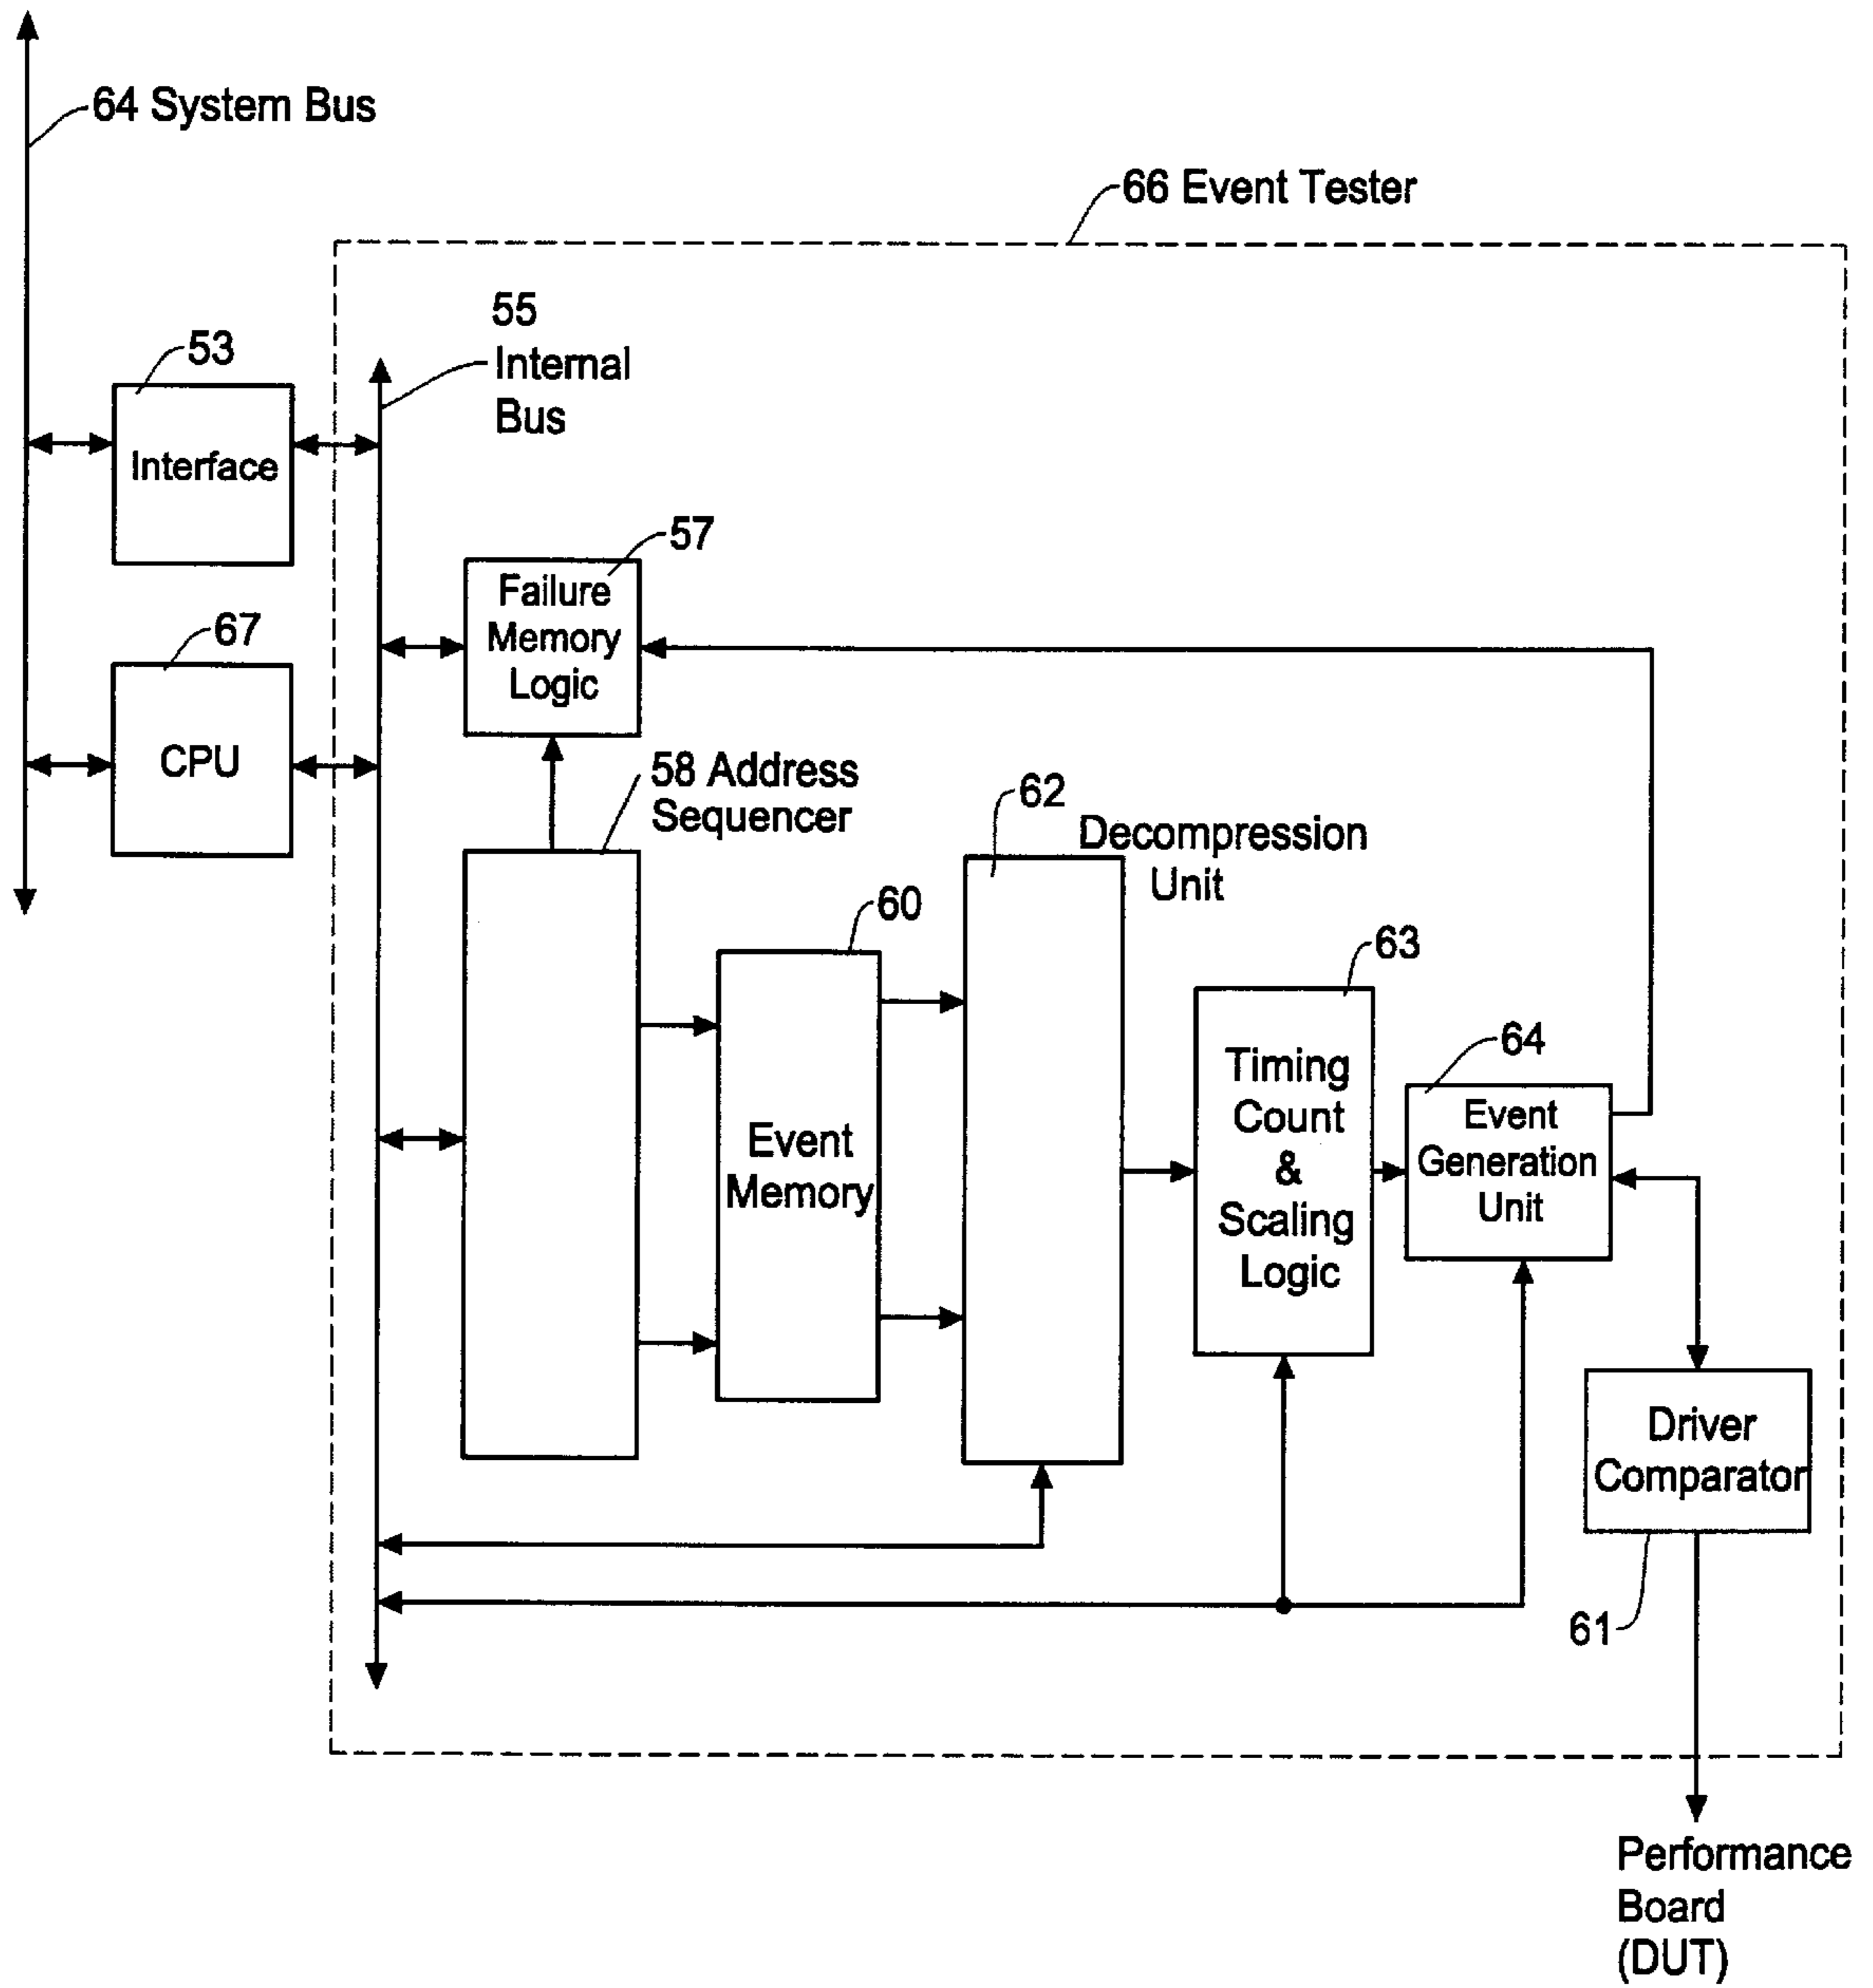 64 System Bus
66 Event Tester
55
Internal
Bus
53
Interface
57
Failure
Memory
Logic
67
CPU
58 Address
Sequencer
62
Decompression
Unit
60
Event
Memory
63
Timing
Count
&
Scaling
Logic
64
Event
Generation
Unit
Driver
Comparator
61
Performance
Board
(DUT)